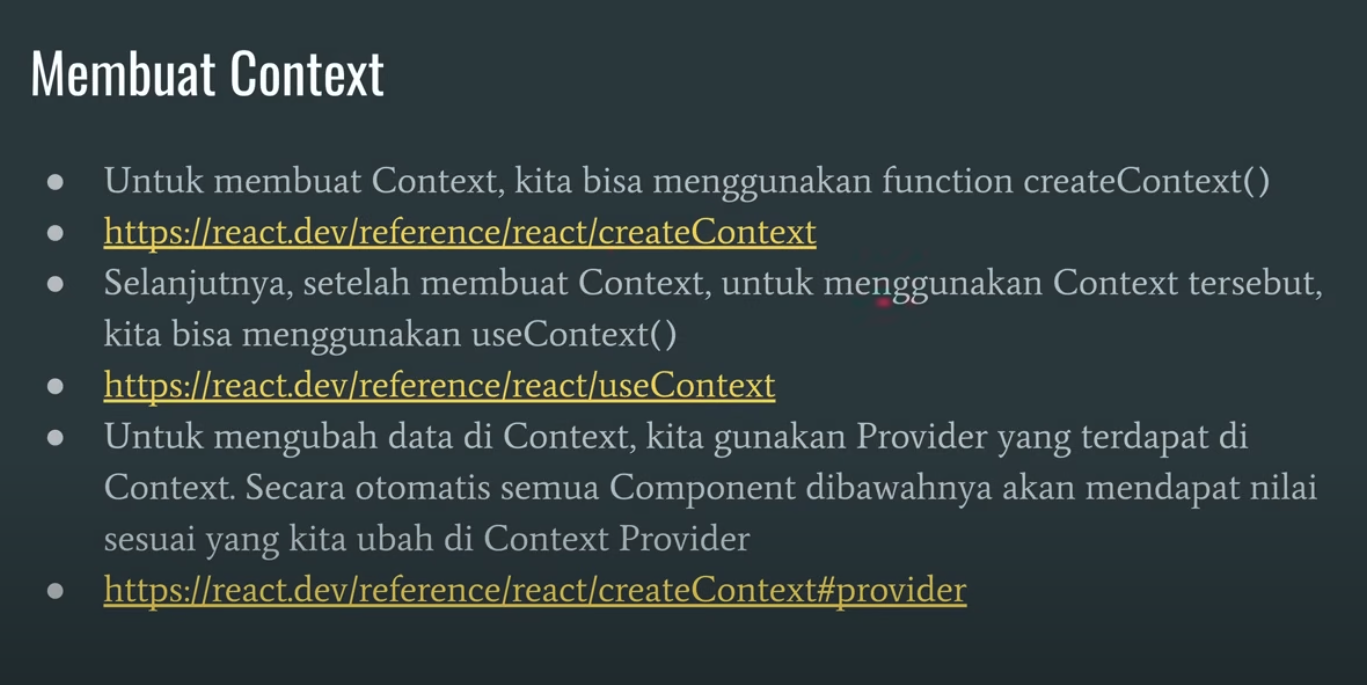 Membuat Context
● Untuk membuat Context, kita bisa menggunakan function createContext()
● https://react.dev/reference/react/createContext
● Selanjutnya, setelah membuat Context, untuk menggunakan Context tersebut,
kita bisa menggunakan useContext()
● https://react.dev/reference/react/useContext
● Untuk mengubah data di Context, kita gunakan Provider yang terdapat di
Context. Secara otomatis semua Component dibawahnya akan mendapat nilai
sesuai yang kita ubah di Context Provider
● https://react.dev/reference/react/createContext#provider